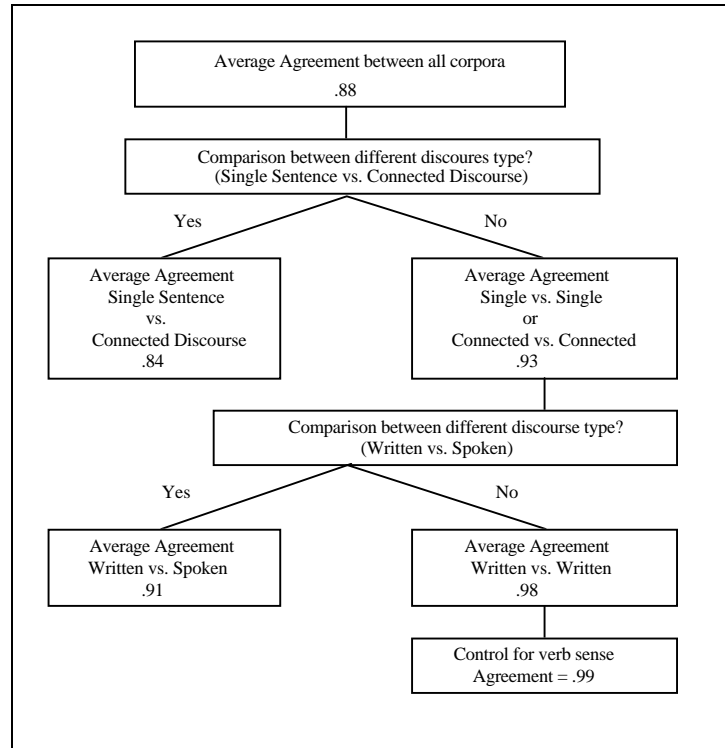 Average Agreement between all corpora
.88
Comparison between different discoures type?
(Single Sentence vs. Connected Discourse)
Yes
No
Average Agreement
Single Sentence
vs.
Connected Discourse
.84
Average Agreement
Single vs. Single
or
Connected vs. Connected
.93
Comparison between different discourse type?
(Written vs. Spoken)
Yes
No
Average Agreement
Written vs. Spoken
.91
Average Agreement
Written vs. Written
.98
Control for verb sense
Agreement = .99